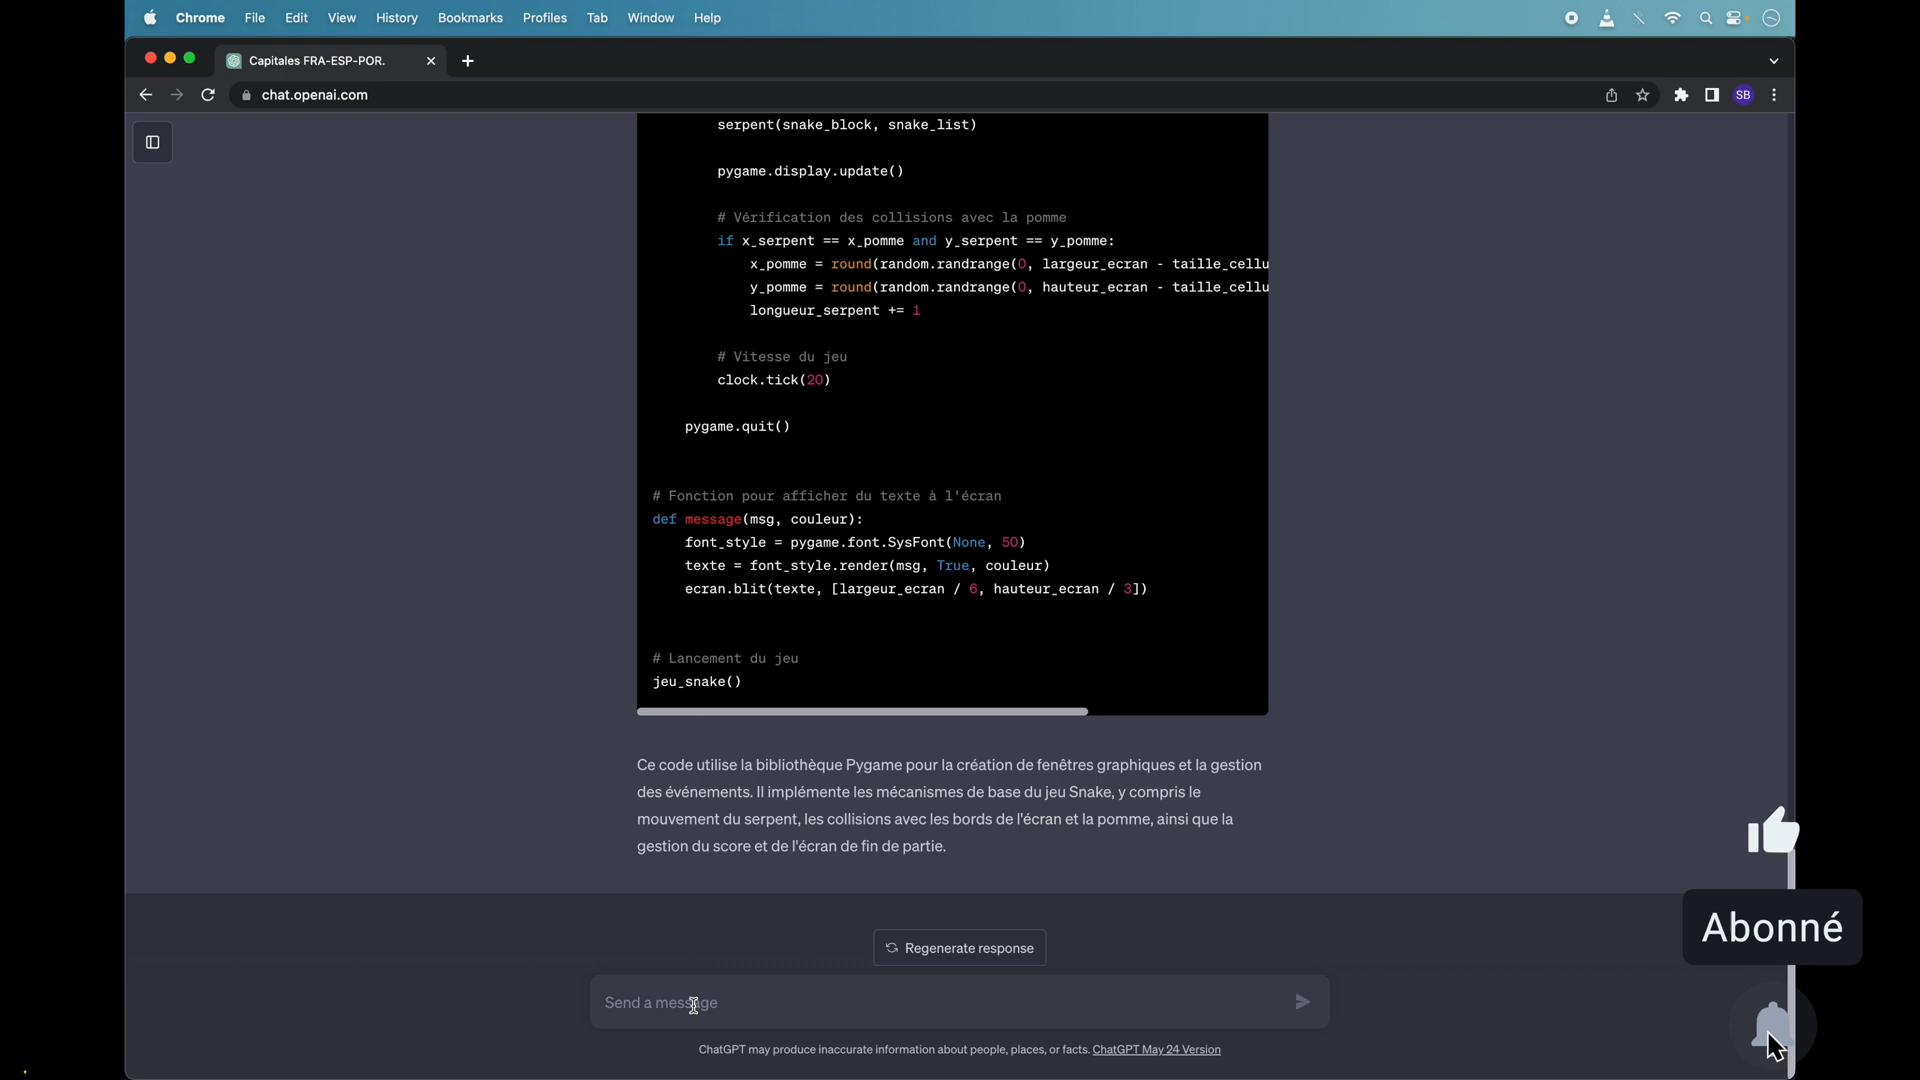 Chrome File Edit View History Bookmarks Profiles Tab Window Help
Capitales FRA-ESP-POR.
chat.openai.com
SB
serpent(snake_block, snake_list)
pygame.display.update()
# Vérification des collisions avec la pomme
if x_serpent == x_pomme and y_serpent == y_pomme:
x_pomme = round(random.randrange(0, largeur_ecran - taille_cellu
y_pomme = round(random.randrange(0, hauteur_ecran - taille_cellu
longueur_serpent += 1
# Vitesse du jeu
clock.tick(20)
pygame.quit()
# Fonction pour afficher du texte à l'écran
def message(msg, couleur):
font_style = pygame.font.SysFont(None, 50)
texte = font_style.render(msg, True, couleur)
ecran.blit(texte, [largeur_ecran / 6, hauteur_ecran / 3])
# Lancement du jeu
jeu_snake()
Ce code utilise la bibliothèque Pygame pour la création de fenêtres graphiques et la gestion
des événements. Il implémente les mécanismes de base du jeu Snake, y compris le
mouvement du serpent, les collisions avec les bords de l'écran et la pomme, ainsi que la
gestion du score et de l'écran de fin de partie.
Abonné
Regenerate response
Send a message
ChatGPT may produce inaccurate information about people, places, or facts. ChatGPT May 24 Version